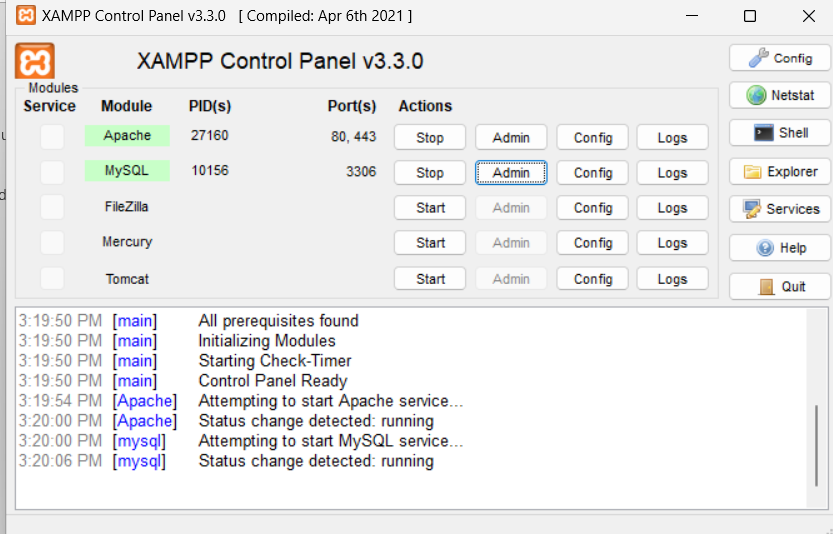 XAMPP Control Panel v3.3.0 [ Compiled: Apr 6th 2021 ]
XAMPP Control Panel v3.3.0
Config
Modules
Service Module PID(s) Port(s) Actions
Netstat
Apache 27160 80, 443 Stop Admin Config Logs
Shell
MySQL 10156 3306 Stop Admin Config Logs
Explorer
FileZilla Start Admin Config Logs
Services
Mercury Start Admin Config Logs
Help
Tomcat Start Admin Config Logs
Quit
3:19:50 PM [main] All prerequisites found
3:19:50 PM [main] Initializing Modules
3:19:50 PM [main] Starting Check-Timer
3:19:50 PM [main] Control Panel Ready
3:19:54 PM [Apache] Attempting to start Apache service...
3:20:00 PM [Apache] Status change detected: running
3:20:00 PM [mysql] Attempting to start MySQL service...
3:20:06 PM [mysql] Status change detected: running